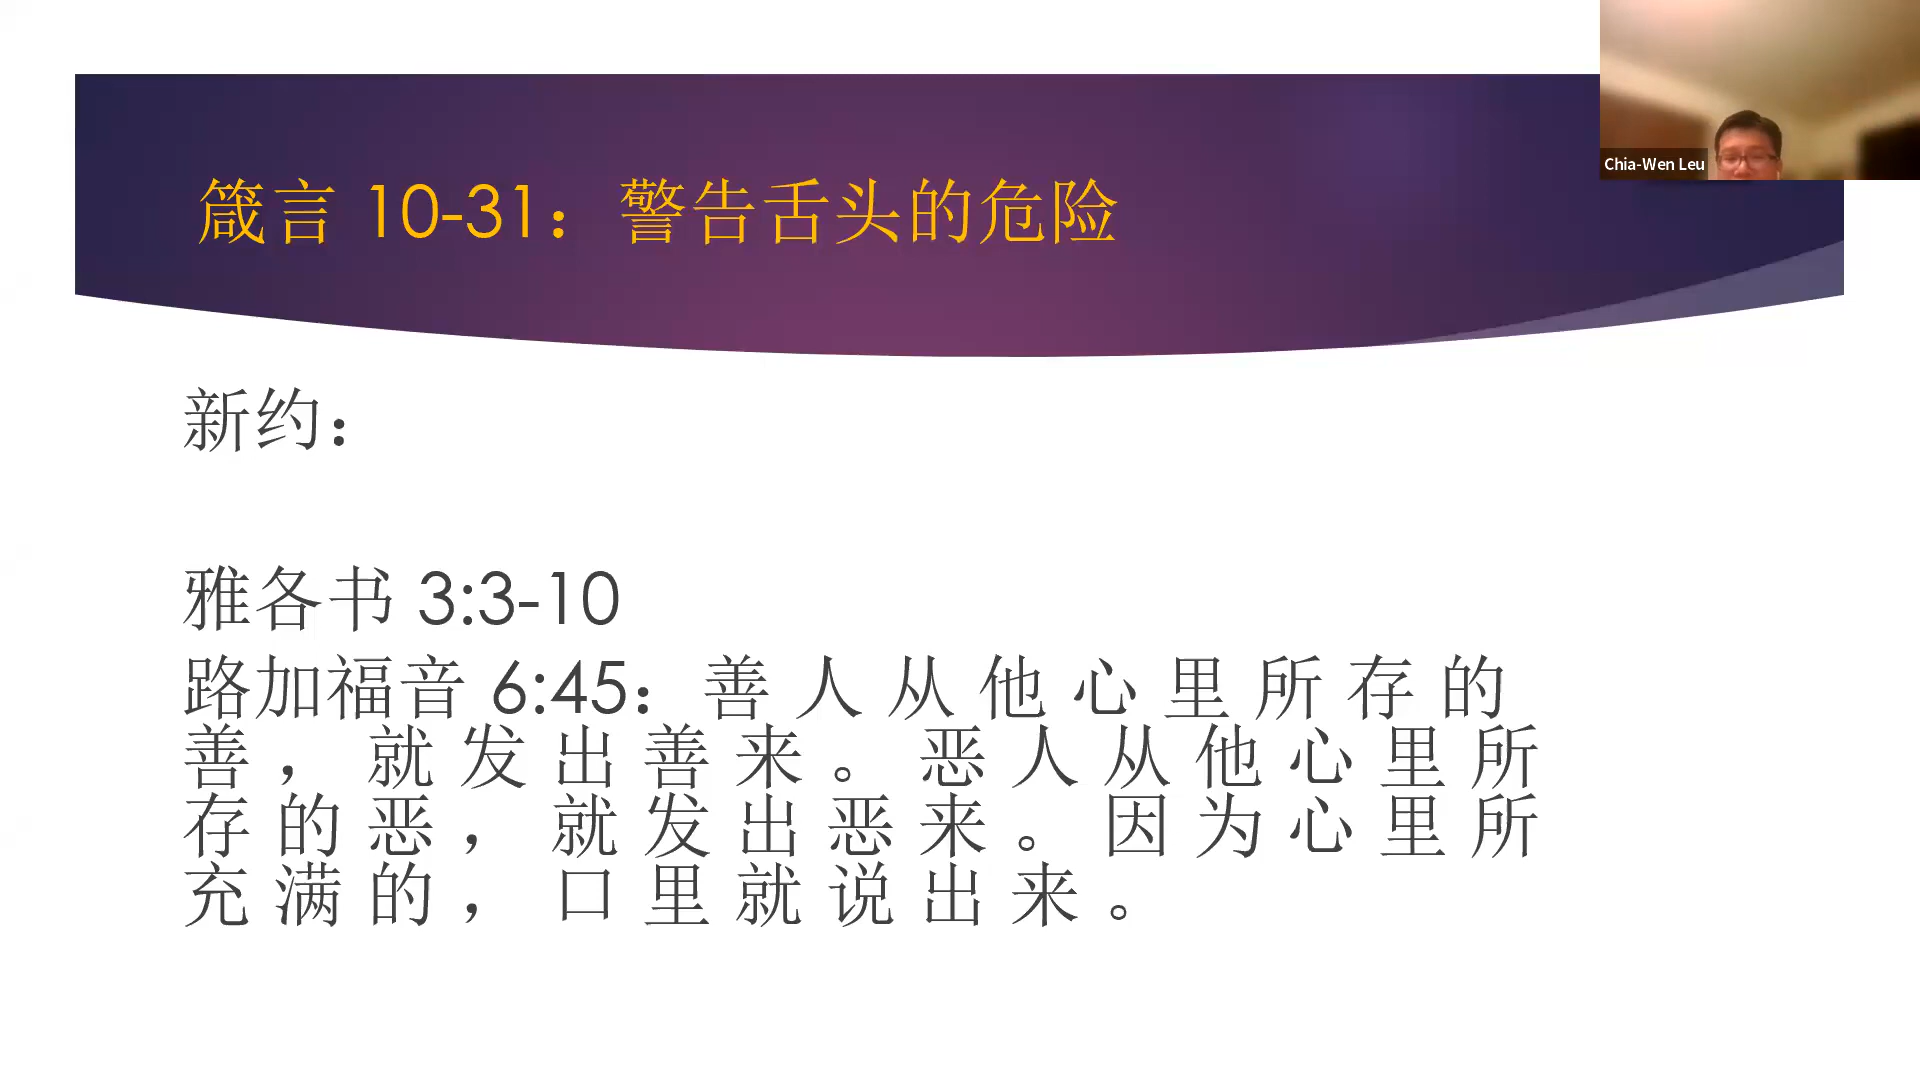 箴言 10-31：警告舌头的危险
Chia-Wen Leu
新约：
雅各书 3:3-10
路加福音 6:45：善 人 从 他 心 里 所 存 的
善 ， 就 发 出 善 来 。 恶 人 从 他 心 里 所
存 的 恶 ， 就 发 出 恶 来 。 因 为 心 里 所
充 满 的 ， 口 里 就 说 出 来 。